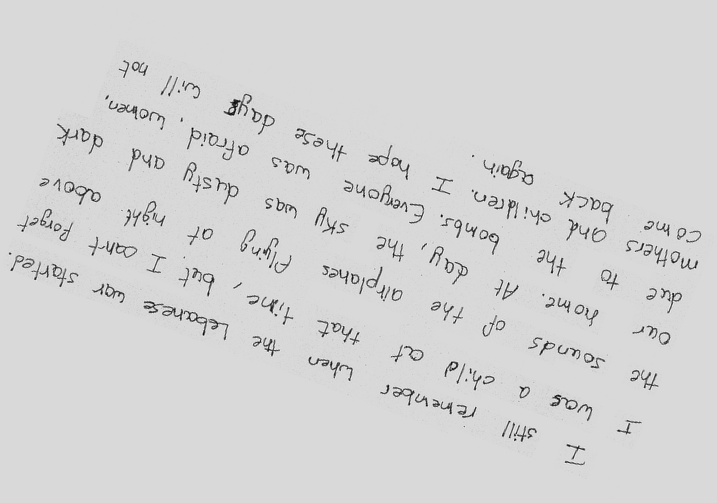 I still remember when the Lebanese war started.
I was a child at that time, but I can't forget
the sounds of the airplanes flying at night above
our home. At day, the sky was dusty and dark
due to the bombs. Everyone was afraid, women,
mothers and children. I hope these days will not
come back again.